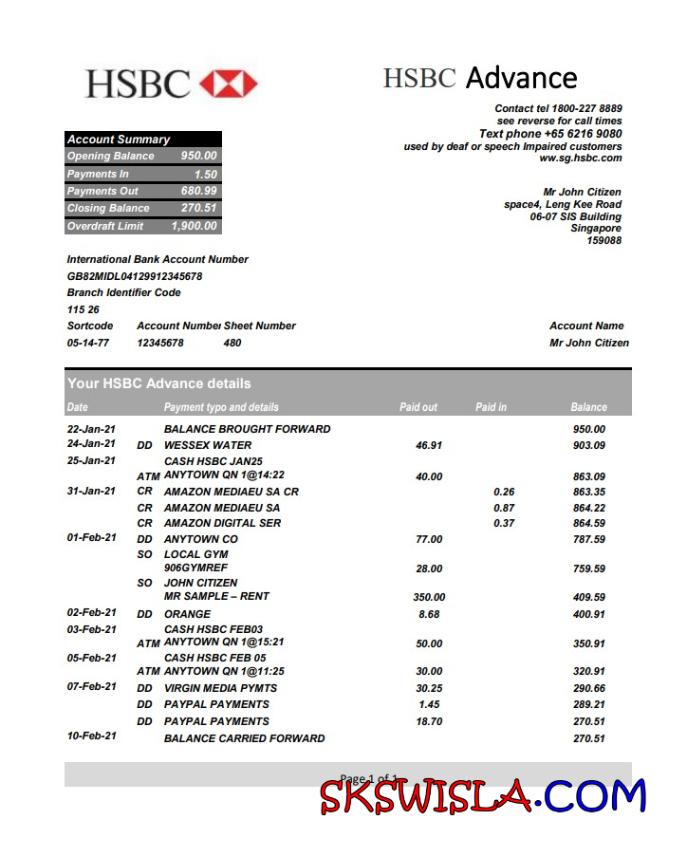 HSBC
HSBC Advance
Contact tel 1800-227 8889
see reverse for call times
Text phone +65 6216 9080
used by deaf or speech Impaired customers
ww.sg.hsbc.com
Account Summary
Opening Balance 950.00
Payments In 1.50
Payments Out 680.99
Closing Balance 270.51
Overdraft Limit 1,900.00
Mr John Citizen
space4, Leng Kee Road
06-07 SIS Building
Singapore
159088
International Bank Account Number
GB82MIDL04129912345678
Branch Identifier Code
115 26
Sortcode Account Number Sheet Number Account Name
05-14-77 12345678 480 Mr John Citizen
Your HSBC Advance details
Date Payment typo and details Paid out Paid in Balance
22-Jan-21 BALANCE BROUGHT FORWARD 950.00
24-Jan-21 DD WESSEX WATER 46.91 903.09
25-Jan-21 CASH HSBC JAN25
ATM ANYTOWN QN 1@14:22 40.00 863.09
31-Jan-21 CR AMAZON MEDIAEU SA CR 0.26 863.35
CR AMAZON MEDIAEU SA 0.87 864.22
CR AMAZON DIGITAL SER 0.37 864.59
01-Feb-21 DD ANYTOWN CO 77.00 787.59
SO LOCAL GYM
906GYMREF 28.00 759.59
SO JOHN CITIZEN
MR SAMPLE – RENT 350.00 409.59
02-Feb-21 DD ORANGE 8.68 400.91
03-Feb-21 CASH HSBC FEB03
ATM ANYTOWN QN 1@15:21 50.00 350.91
05-Feb-21 CASH HSBC FEB 05
ATM ANYTOWN QN 1@11:25 30.00 320.91
07-Feb-21 DD VIRGIN MEDIA PYMTS 30.25 290.66
DD PAYPAL PAYMENTS 1.45 289.21
DD PAYPAL PAYMENTS 18.70 270.51
10-Feb-21 BALANCE CARRIED FORWARD 270.51
Page 1 of 1
SKSWISLA.COM